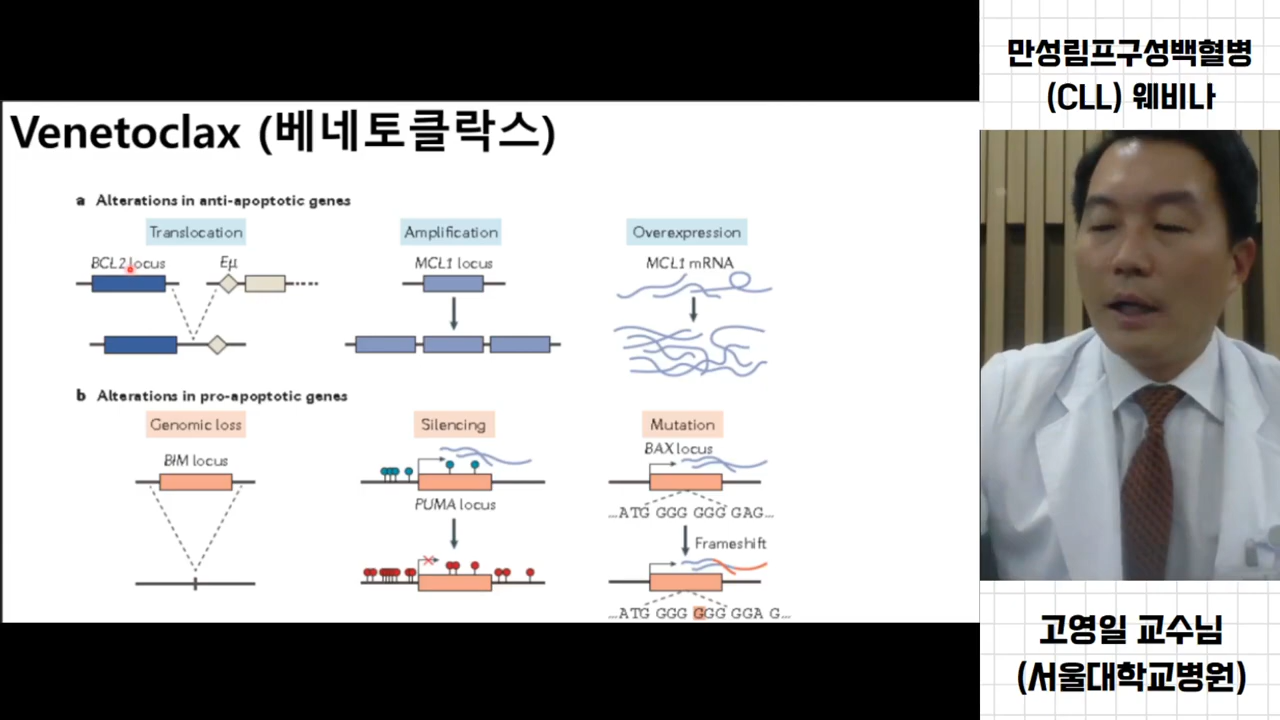 만성림프구성백혈병
(CLL) 웨비나
Venetoclax (베네토클락스)
a Alterations in anti-apoptotic genes
Translocation
Amplification
Overexpression
BCL2 locus
Eμ
MCL1 locus
MCL1 mRNA
b Alterations in pro-apoptotic genes
Genomic loss
Silencing
Mutation
BIM locus
BAX locus
PUMA locus
...ATG GGG GGG GAG...
Frameshift
...ATG GGG GGG GGA G...
고영일 교수님
(서울대학교병원)